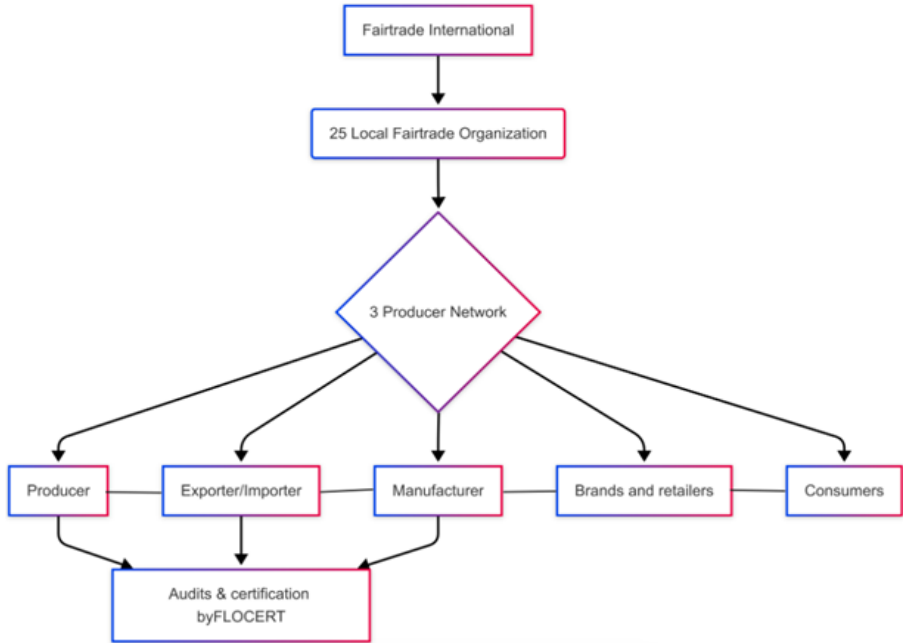 Fairtrade International
25 Local Fairtrade Organization
3 Producer Network
Producer
Exporter/Importer
Manufacturer
Brands and retailers
Consumers
Audits & certification
byFLOCERT